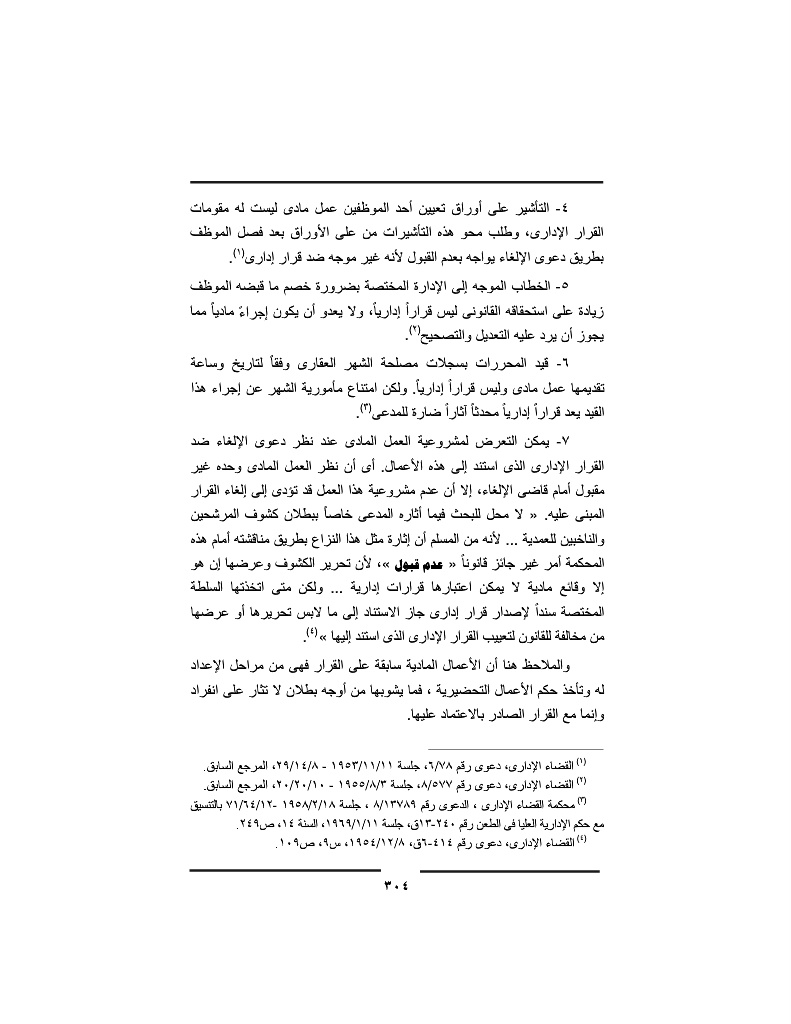 ٤- التأشير على أوراق تعيين أحد الموظفين عمل مادى ليست له مقومات
القرار الإدارى، وطلب محو هذه التأشيرات من على الأوراق بعد فصل الموظف
بطريق دعوى الإلغاء يواجه بعدم القبول لأنه غير موجه ضد قرار إدارى(١).
٥- الخطاب الموجه إلى الإدارة المختصة بضرورة خصم ما قبضه الموظف
زيادة على استحقاقه القانونى ليس قراراً إدارياً، ولا يعدو أن يكون إجراءً مادياً مما
يجوز أن يرد عليه التعديل والتصحيح(٢).
٦- قيد المحررات بسجلات مصلحة الشهر العقارى وفقاً لتاريخ وساعة
تقديمها عمل مادى وليس قراراً إدارياً. ولكن امتناع مأمورية الشهر عن إجراء هذا
القيد يعد قراراً إدارياً محدثاً آثاراً ضارة للمدعى(٣).
٧- يمكن التعرض لمشروعية العمل المادى عند نظر دعوى الإلغاء ضد
القرار الإدارى الذى استند إلى هذه الأعمال. أى أن نظر العمل المادى وحده غير
مقبول أمام قاضى الإلغاء، إلا أن عدم مشروعية هذا العمل قد تؤدى إلى إلغاء القرار
المبنى عليه. « لا محل للبحث فيما أثاره المدعى خاصاً ببطلان كشوف المرشحين
والناخبين للعمدية ... لأنه من المسلم أن إثارة مثل هذا النزاع بطريق مناقشته أمام هذه
المحكمة أمر غير جائز قانوناً « عدم قبول »، لأن تحرير الكشوف وعرضها إن هو
إلا وقائع مادية لا يمكن اعتبارها قرارات إدارية ... ولكن متى اتخذتها السلطة
المختصة سنداً لإصدار قرار إدارى جاز الاستناد إلى ما لابس تحريرها أو عرضها
من مخالفة للقانون لتعييب القرار الإدارى الذى استند إليها »(٤).
والملاحظ هنا أن الأعمال المادية سابقة على القرار فهى من مراحل الإعداد
له وتأخذ حكم الأعمال التحضيرية ، فما يشوبها من أوجه بطلان لا تثار على انفراد
وإنما مع القرار الصادر بالاعتماد عليها.
(١) القضاء الإدارى، دعوى رقم ٦/٧٨، جلسة ١٩٥٣/١١/١١ - ٢٩/١٤/٨، المرجع السابق.
(٢) القضاء الإدارى، دعوى رقم ٨/٥٧٧، جلسة ١٩٥٥/٨/٣ - ٢٠/٢٠/١٠، المرجع السابق.
(٣) محكمة القضاء الإدارى ، الدعوى رقم ٨/١٣٧٨٩ ، جلسة ١٩٥٨/٢/١٨ -٧١/٦٤/١٢ بالتنسيق
مع حكم الإدارية العليا فى الطعن رقم ٢٤٠-١٣ق، جلسة ١٩٦٩/١/١١، السنة ١٤، ص٢٤٩.
(٤) القضاء الإدارى، دعوى رقم ٤١٤-٦ق، ١٩٥٤/١٢/٨، س٩، ص١٠٩.
٣٠٤